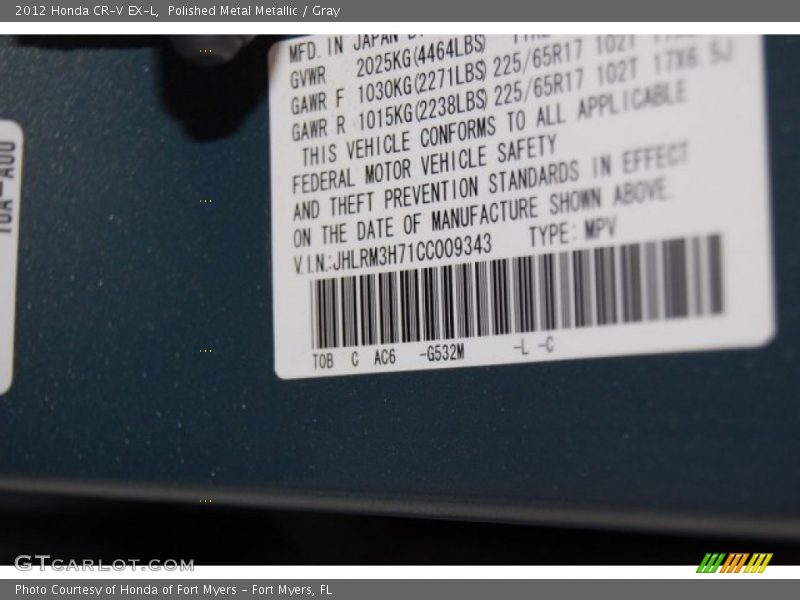 2012 Honda CR-V EX-L, Polished Metal Metallic / Gray
MFD. IN JAPAN
GVWR 2025KG(4464LBS)
GAWR F 1030KG(2271LBS) 225/65R17 102T
GAWR R 1015KG(2238LBS) 225/65R17 102T 17X6.5J
THIS VEHICLE CONFORMS TO ALL APPLICABLE
FEDERAL MOTOR VEHICLE SAFETY
AND THEFT PREVENTION STANDARDS IN EFFECT
ON THE DATE OF MANUFACTURE SHOWN ABOVE.
V.I.N.:JHLRM3H71CC009343 TYPE: MPV
TOB C AC6 -G532M -L -C
10A-A00
GTCARLOT.COM
Photo Courtesy of Honda of Fort Myers - Fort Myers, FL